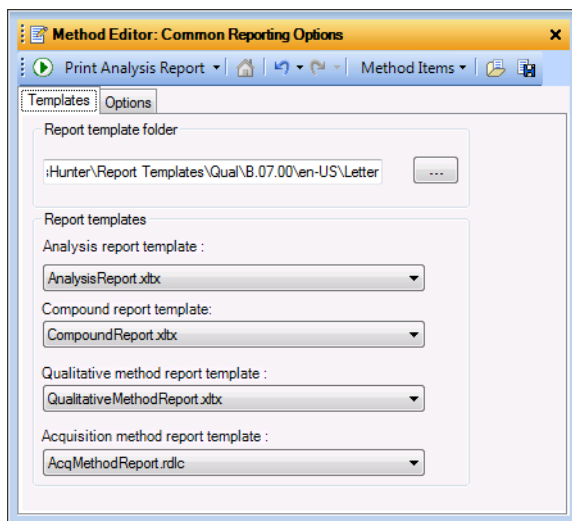 Method Editor: Common Reporting Options
Print Analysis Report Method Items
Templates Options
Report template folder
Hunter\Report Templates\Qual\B.07.00\en-US\Letter ...
Report templates
Analysis report template :
AnalysisReport.xltx
Compound report template:
CompoundReport.xltx
Qualitative method report template :
QualitativeMethodReport.xltx
Acquisition method report template :
AcqMethodReport.rdlc